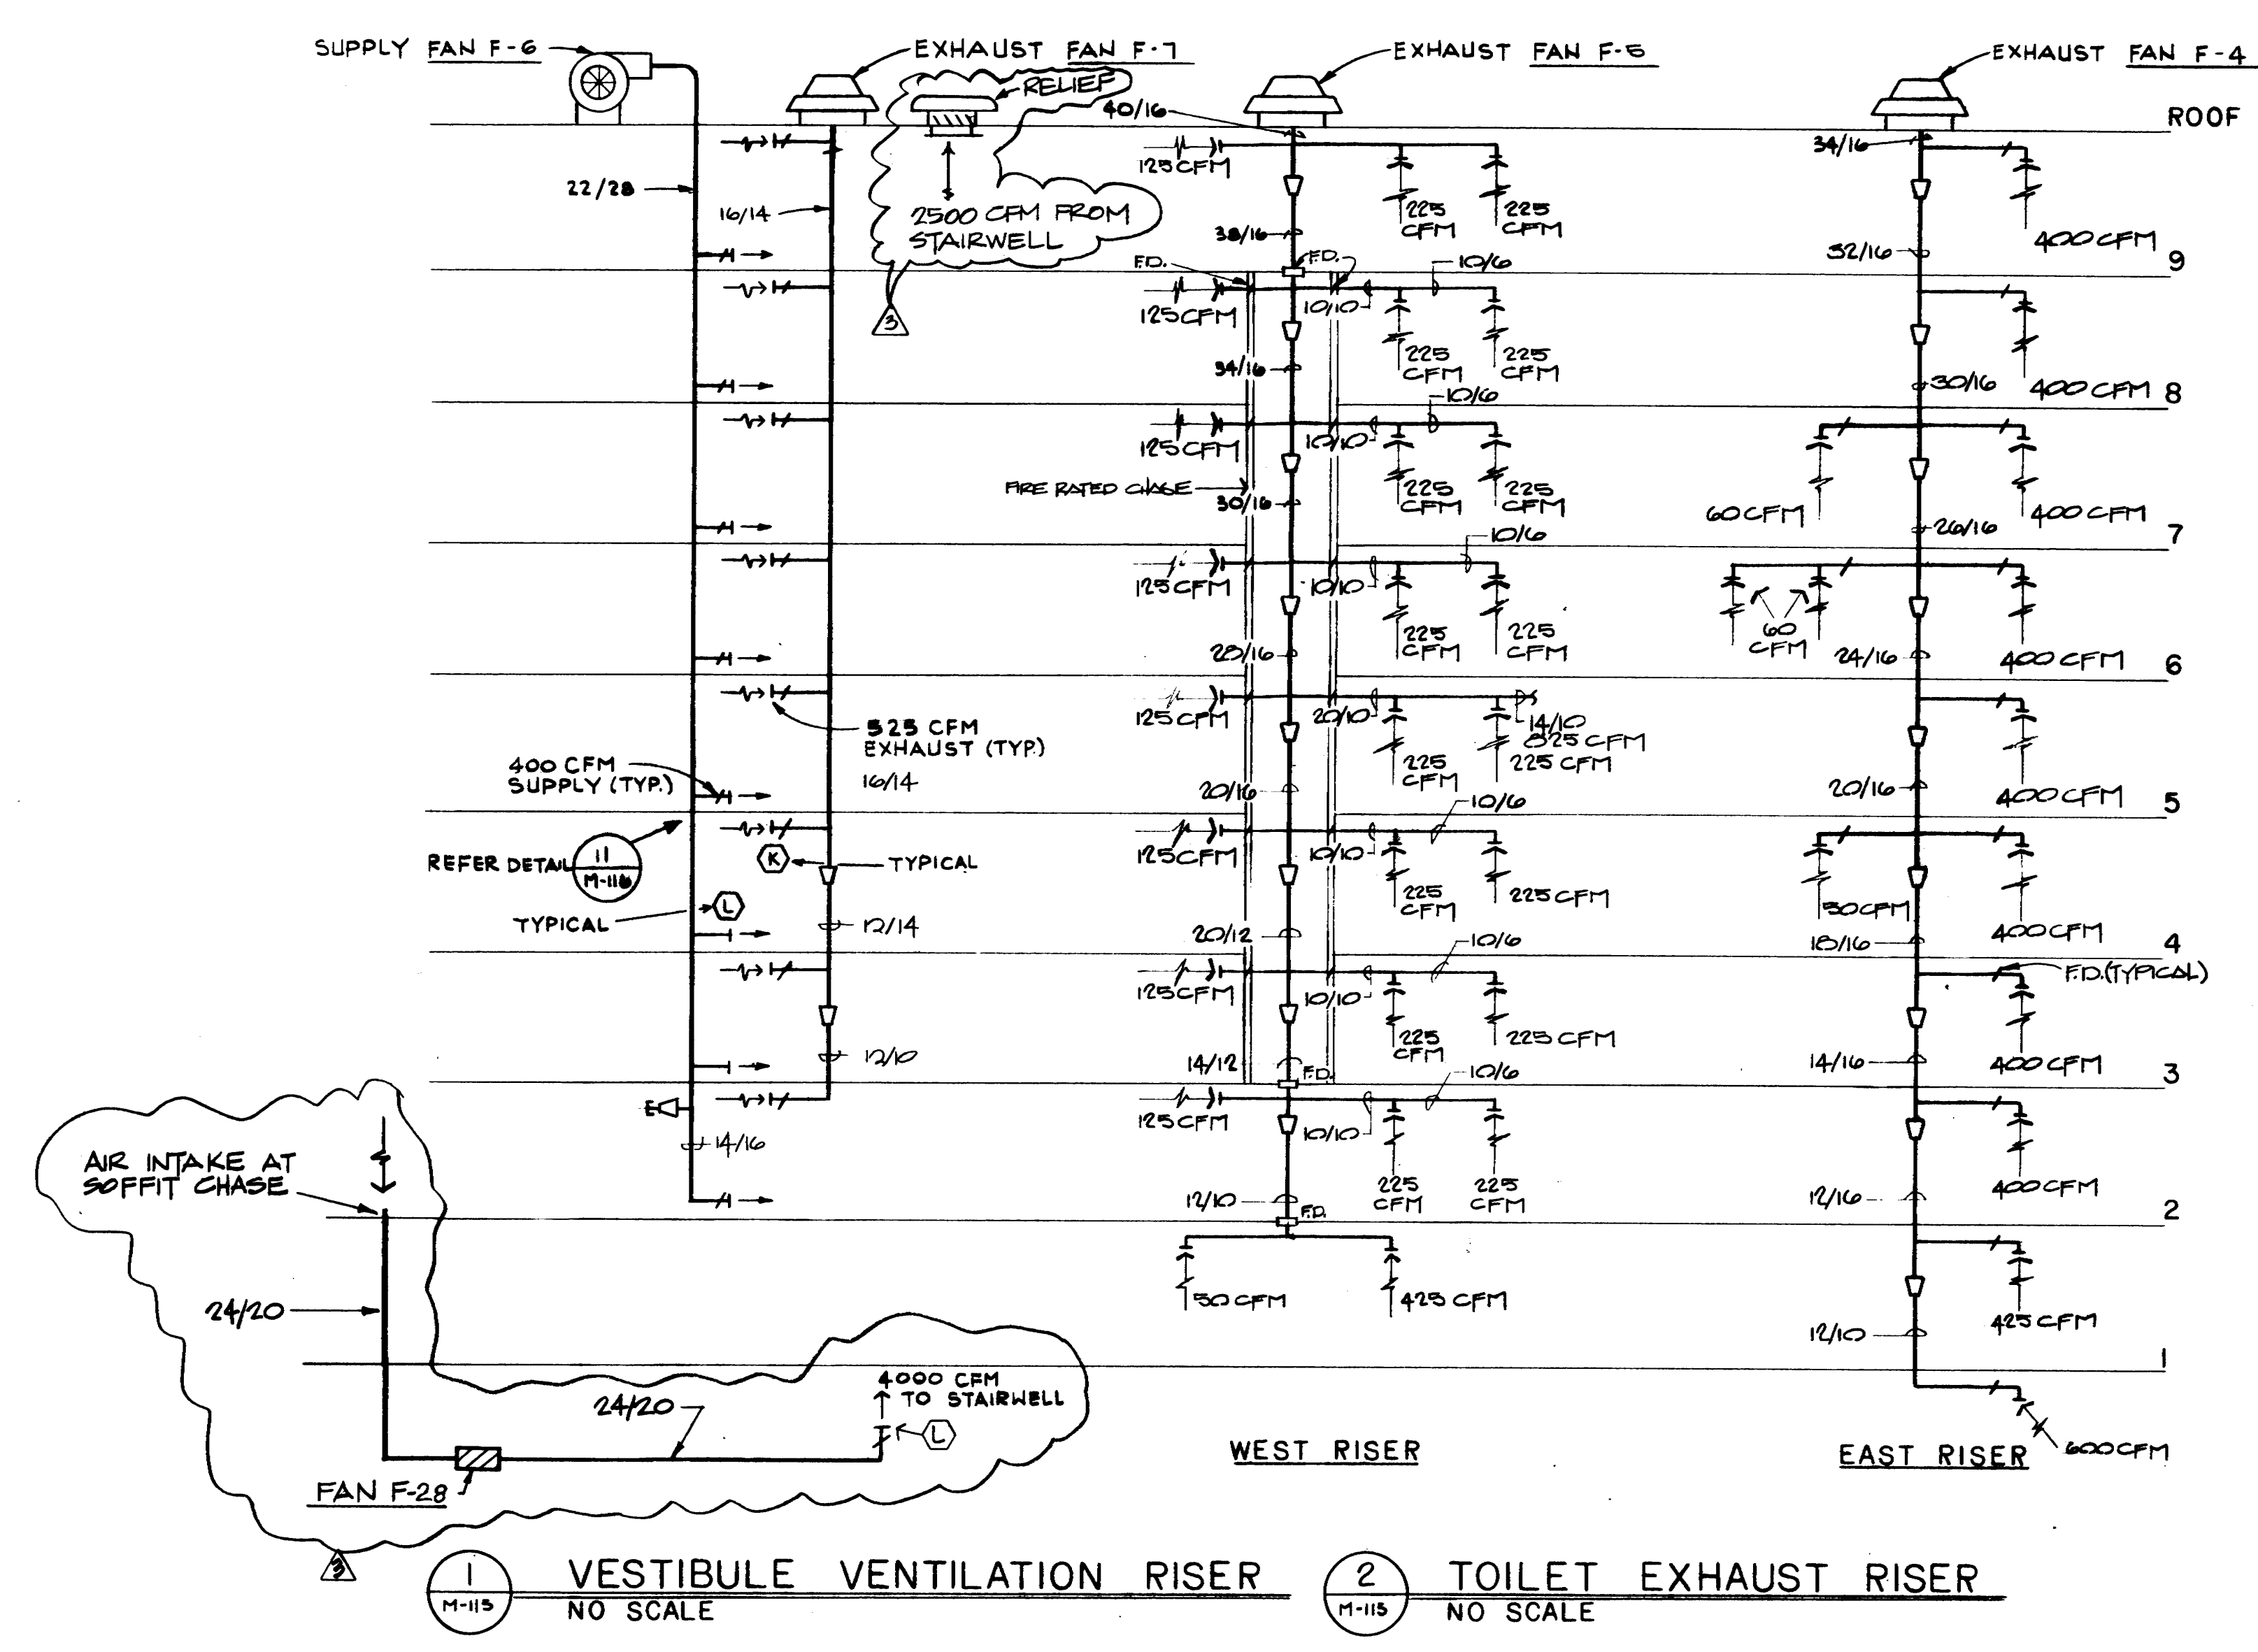 SUPPLY FAN F-6
EXHAUST FAN F-7
RELIEF
EXHAUST FAN F-5
EXHAUST FAN F-4
ROOF
22/28
16/14
2500 CFM FROM
STAIRWELL
3
40/16
125 CFM
225
CFM
225
CFM
38/16
34/16
400 CFM
32/16
9
F.D.
F.D.
10/6
125 CFM
10/10
225
CFM
225
CFM
34/16
30/16
400 CFM
8
10/6
125 CFM
10/10
FIRE RATED CHASE
225
CFM
225
CFM
30/16
60 CFM
400 CFM
26/16
7
10/6
125 CFM
10/10
225
CFM
225
CFM
28/16
60
CFM
24/16
400 CFM
6
525 CFM
EXHAUST (TYP.)
16/14
400 CFM
SUPPLY (TYP.)
125 CFM
20/10
14/10
825 CFM
225
CFM
225 CFM
20/16
20/16
400 CFM
5
REFER DETAIL
11
M-116
K
TYPICAL
L
TYPICAL
12/14
10/6
125 CFM
10/10
225
CFM
225 CFM
20/12
50 CFM
400 CFM
18/16
4
12/10
10/6
125 CFM
10/10
225
CFM
225 CFM
14/12
F.D.
F.D. (TYPICAL)
14/16
400 CFM
3
14/16
10/6
125 CFM
10/10
225
CFM
225
CFM
12/10
F.D.
12/16
400 CFM
2
50 CFM
425 CFM
425 CFM
12/10
1
600 CFM
AIR INTAKE AT
SOFFIT CHASE
24/20
24/20
4000 CFM
TO STAIRWELL
L
FAN F-28
3
WEST RISER
EAST RISER
1
M-115
VESTIBULE VENTILATION RISER
NO SCALE
2
M-115
TOILET EXHAUST RISER
NO SCALE